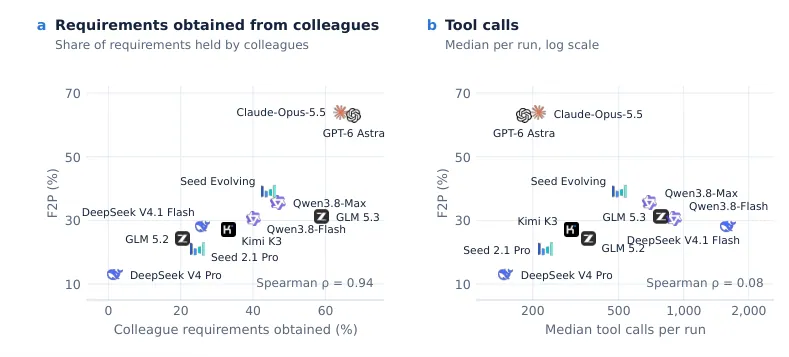 a Requirements obtained from colleagues
Share of requirements held by colleagues
70
50
30
10
F2P (%)
Claude-Opus-5.5
GPT-6 Astra
Seed Evolving
Qwen3.8-Max
DeepSeek V4.1 Flash
GLM 5.3
Qwen3.8-Flash
GLM 5.2
Kimi K3
Seed 2.1 Pro
DeepSeek V4 Pro
Spearman ρ = 0.94
0 20 40 60
Colleague requirements obtained (%)
b Tool calls
Median per run, log scale
70
50
30
10
F2P (%)
Claude-Opus-5.5
GPT-6 Astra
Seed Evolving
Qwen3.8-Max
Qwen3.8-Flash
GLM 5.3
Kimi K3
DeepSeek V4.1 Flash
GLM 5.2
Seed 2.1 Pro
DeepSeek V4 Pro
Spearman ρ = 0.08
200 500 1,000 2,000
Median tool calls per run